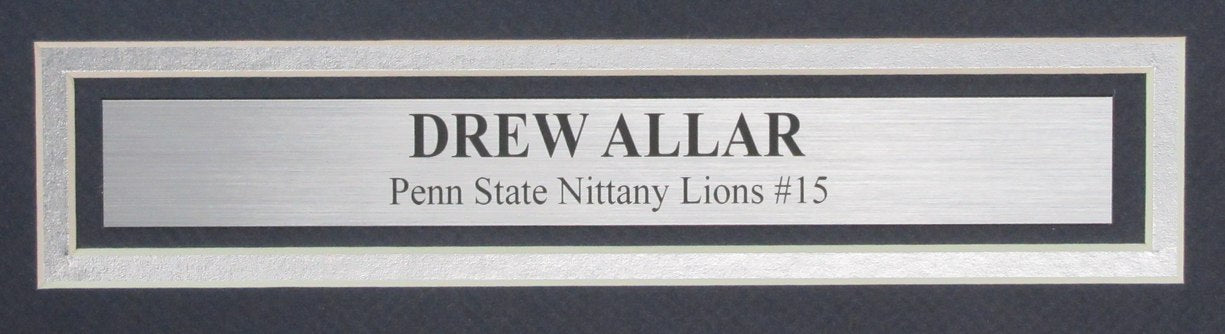 DREW ALLAR
Penn State Nittany Lions #15